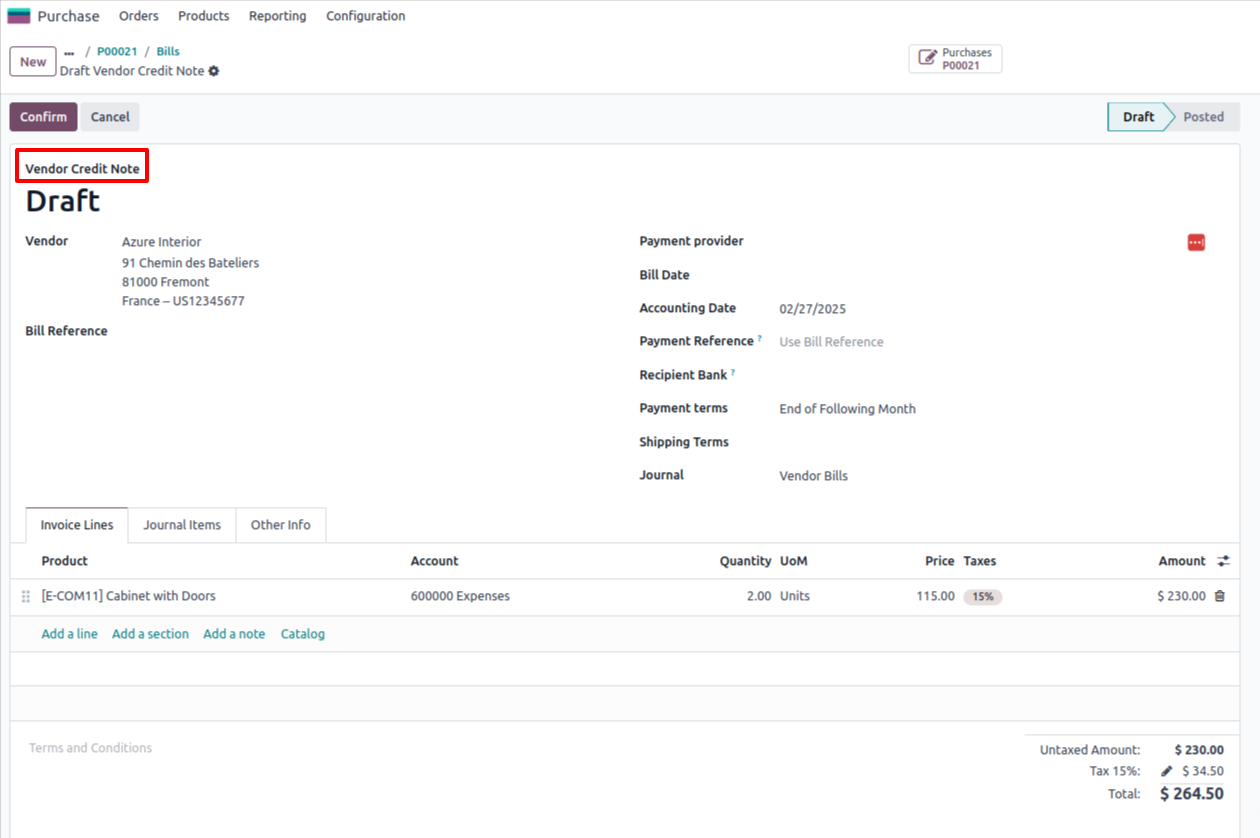 Purchase Orders Products Reporting Configuration
New
... / P00021 / Bills
Draft Vendor Credit Note
Purchases
P00021
Confirm Cancel
Draft Posted
Vendor Credit Note
Draft
Vendor
Azure Interior
91 Chemin des Bateliers
81000 Fremont
France – US12345677
Bill Reference
Payment provider
Bill Date
Accounting Date 02/27/2025
Payment Reference ? Use Bill Reference
Recipient Bank ?
Payment terms End of Following Month
Shipping Terms
Journal Vendor Bills
Invoice Lines Journal Items Other Info
Product Account Quantity UoM Price Taxes Amount
[E-COM11] Cabinet with Doors 600000 Expenses 2.00 Units 115.00 15% $ 230.00
Add a line Add a section Add a note Catalog
Terms and Conditions
Untaxed Amount: $ 230.00
Tax 15%: $ 34.50
Total: $ 264.50